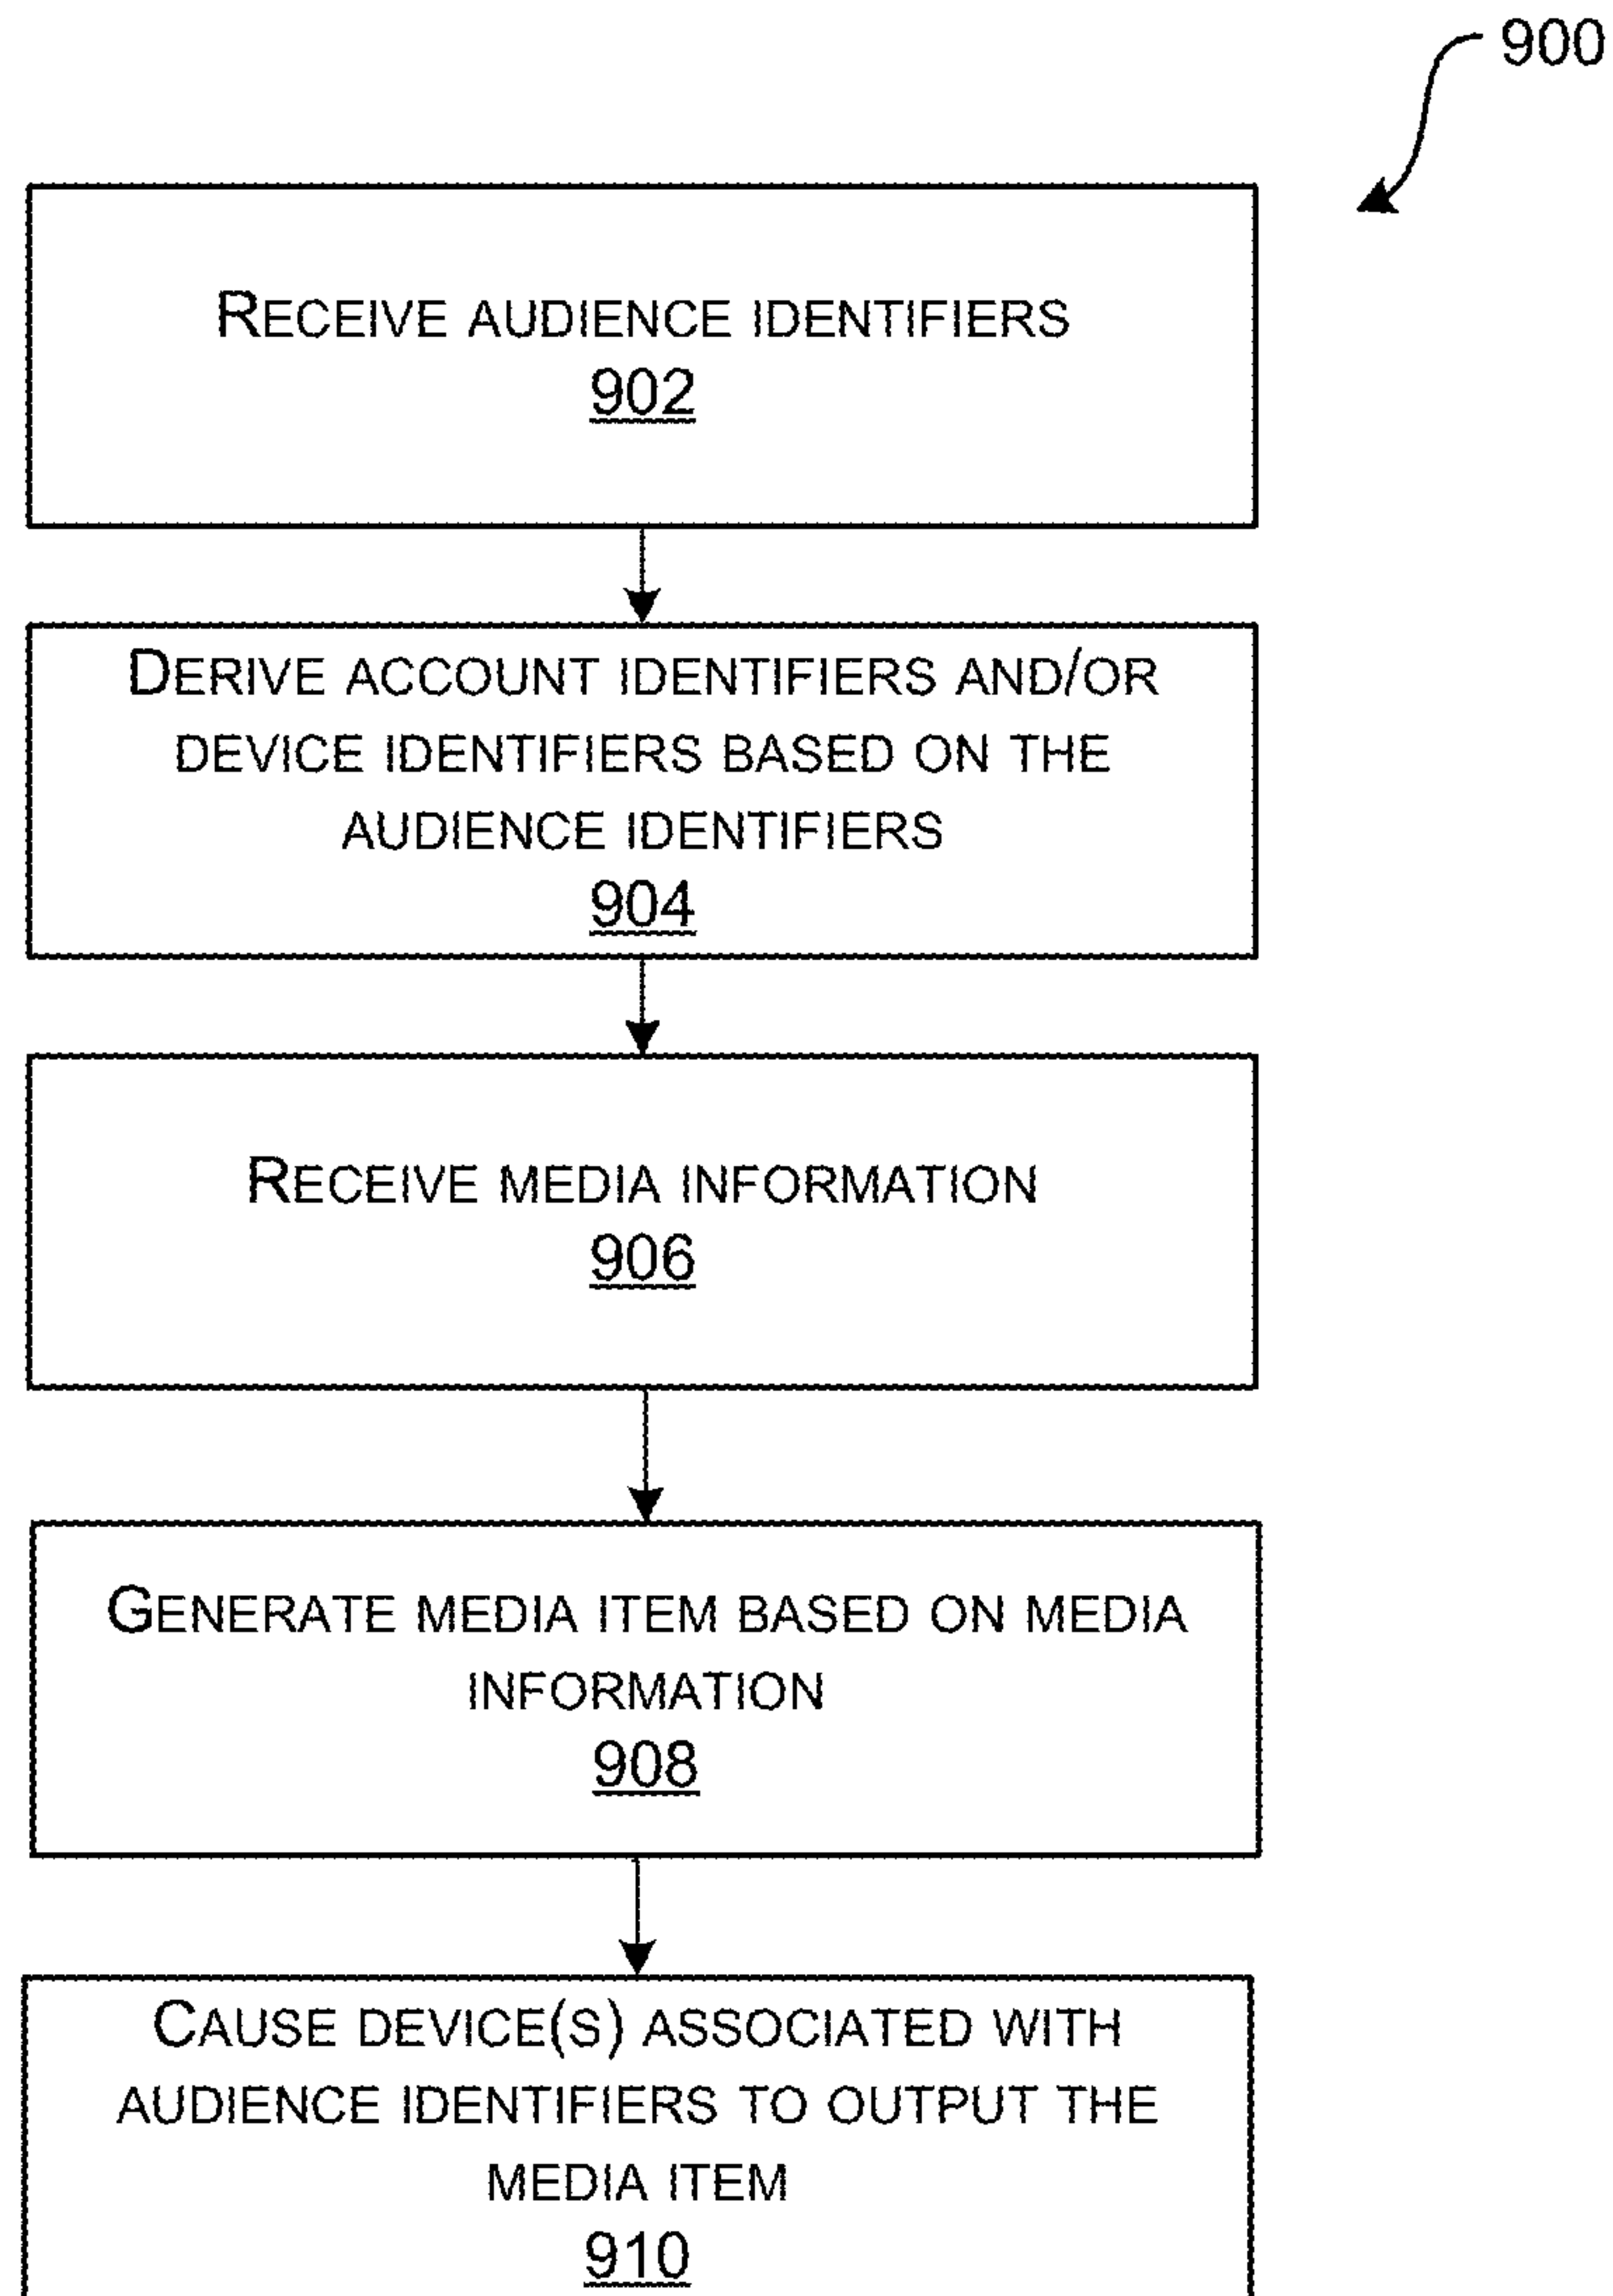 900
RECEIVE AUDIENCE IDENTIFIERS
902
DERIVE ACCOUNT IDENTIFIERS AND/OR
DEVICE IDENTIFIERS BASED ON THE
AUDIENCE IDENTIFIERS
904
RECEIVE MEDIA INFORMATION
906
GENERATE MEDIA ITEM BASED ON MEDIA
INFORMATION
908
CAUSE DEVICE(S) ASSOCIATED WITH
AUDIENCE IDENTIFIERS TO OUTPUT THE
MEDIA ITEM
910